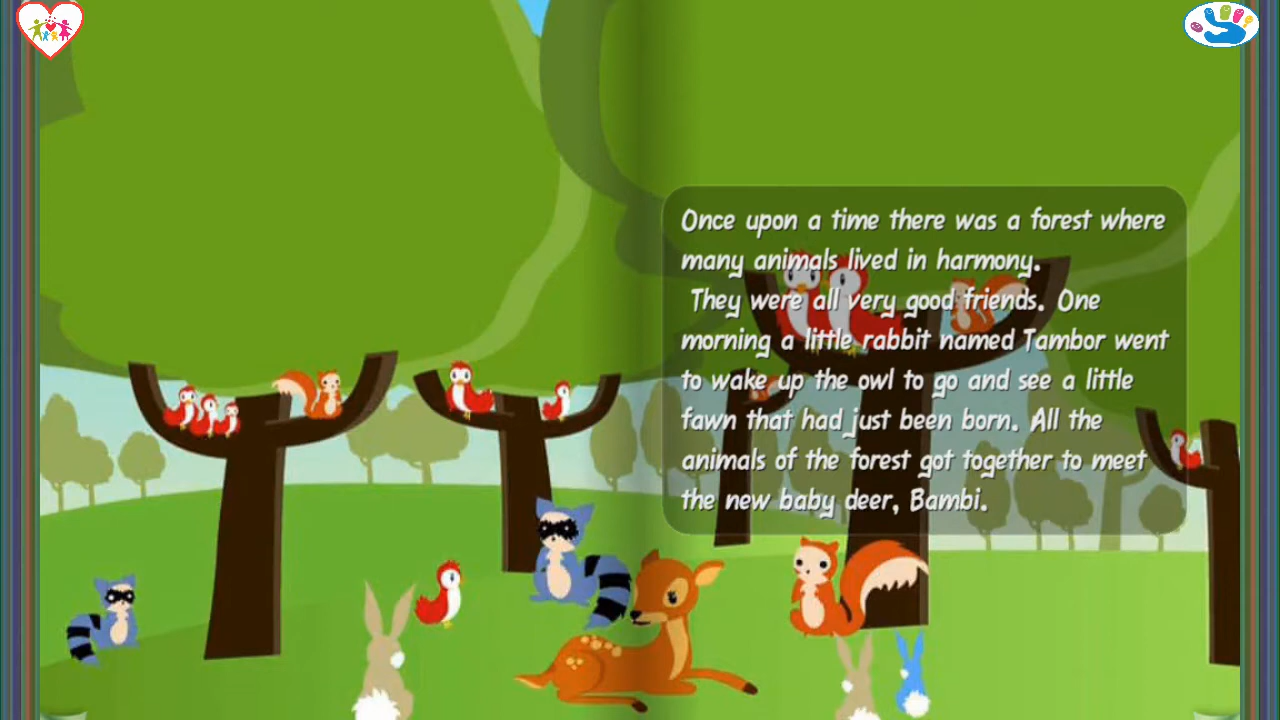 Once upon a time there was a forest where
many animals lived in harmony.
They were all very good friends. One
morning a little rabbit named Tambor went
to wake up the owl to go and see a little
fawn that had just been born. All the
animals of the forest got together to meet
the new baby deer, Bambi.